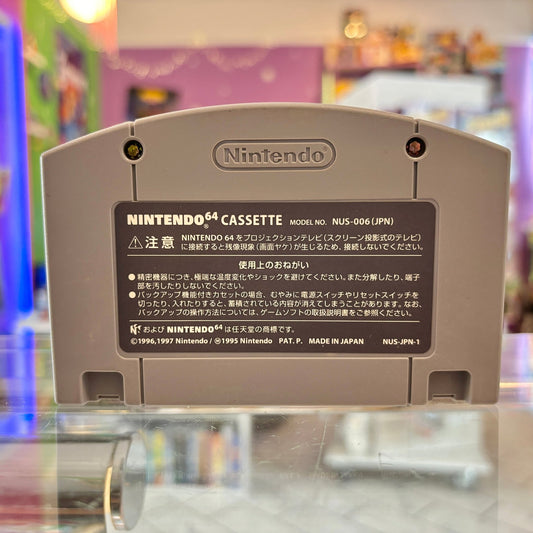 Nintendo
NINTENDO64 CASSETTE MODEL NO. NUS-006(JPN)
⚠注意 NINTENDO 64 をプロジェクションテレビ(スクリーン投影式のテレビ)
に接続すると残像現象(画面ヤケ)が生じるため、接続しないでください。
使用上のおねがい
●精密機器につき、極端な温度変化やショックを避けてください。また分解したり、端子
部を汚したりしないでください。
●バックアップ機能付きカセットの場合、むやみに電源スイッチやリセットスイッチを
切ったり、入れたりすると、蓄積されている内容が消えてしまうことがあります。なお、
バックアップの操作方法については、ゲームソフトの取扱説明書をご参照ください。
および NINTENDO64 は任天堂の商標です。
©1996,1997 Nintendo / Ⓜ1995 Nintendo PAT. P. MADE IN JAPAN NUS-JPN-1